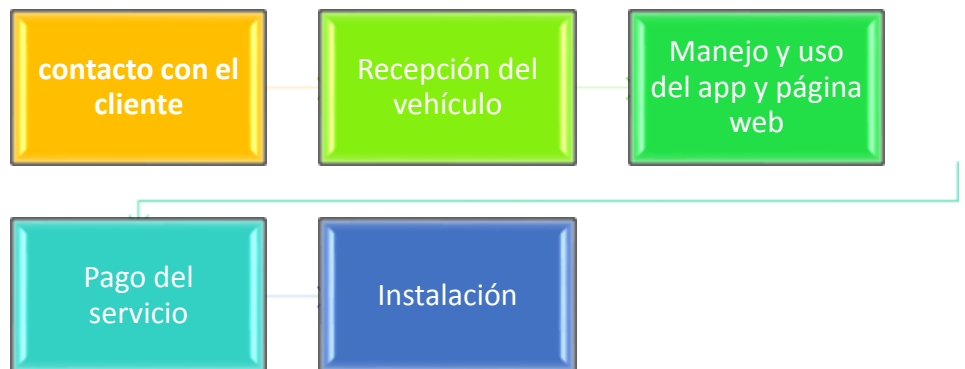 contacto con el
cliente
Recepción del
vehículo
Manejo y uso
del app y página
web
Pago del
servicio
Instalación